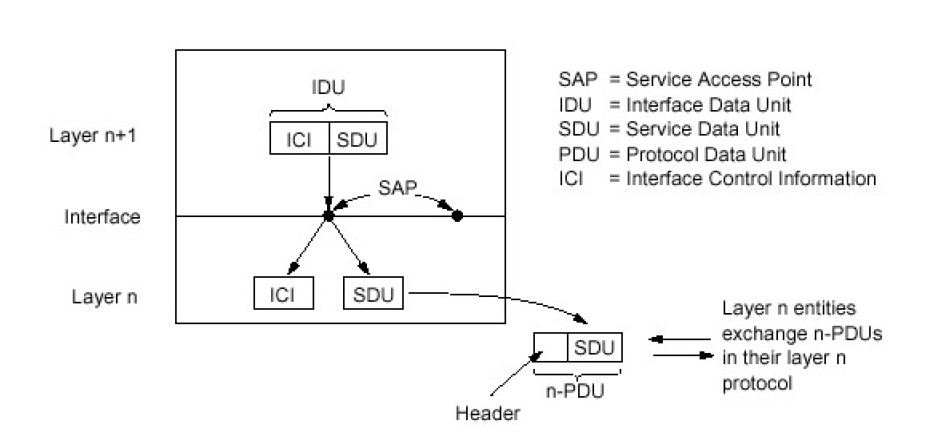 IDU
SAP = Service Access Point
IDU = Interface Data Unit
SDU = Service Data Unit
PDU = Protocol Data Unit
ICI = Interface Control Information
Layer n+1
ICI SDU
SAP
Interface
Layer n
ICI SDU
Layer n entities
exchange n-PDUs
in their layer n
protocol
SDU
n-PDU
Header